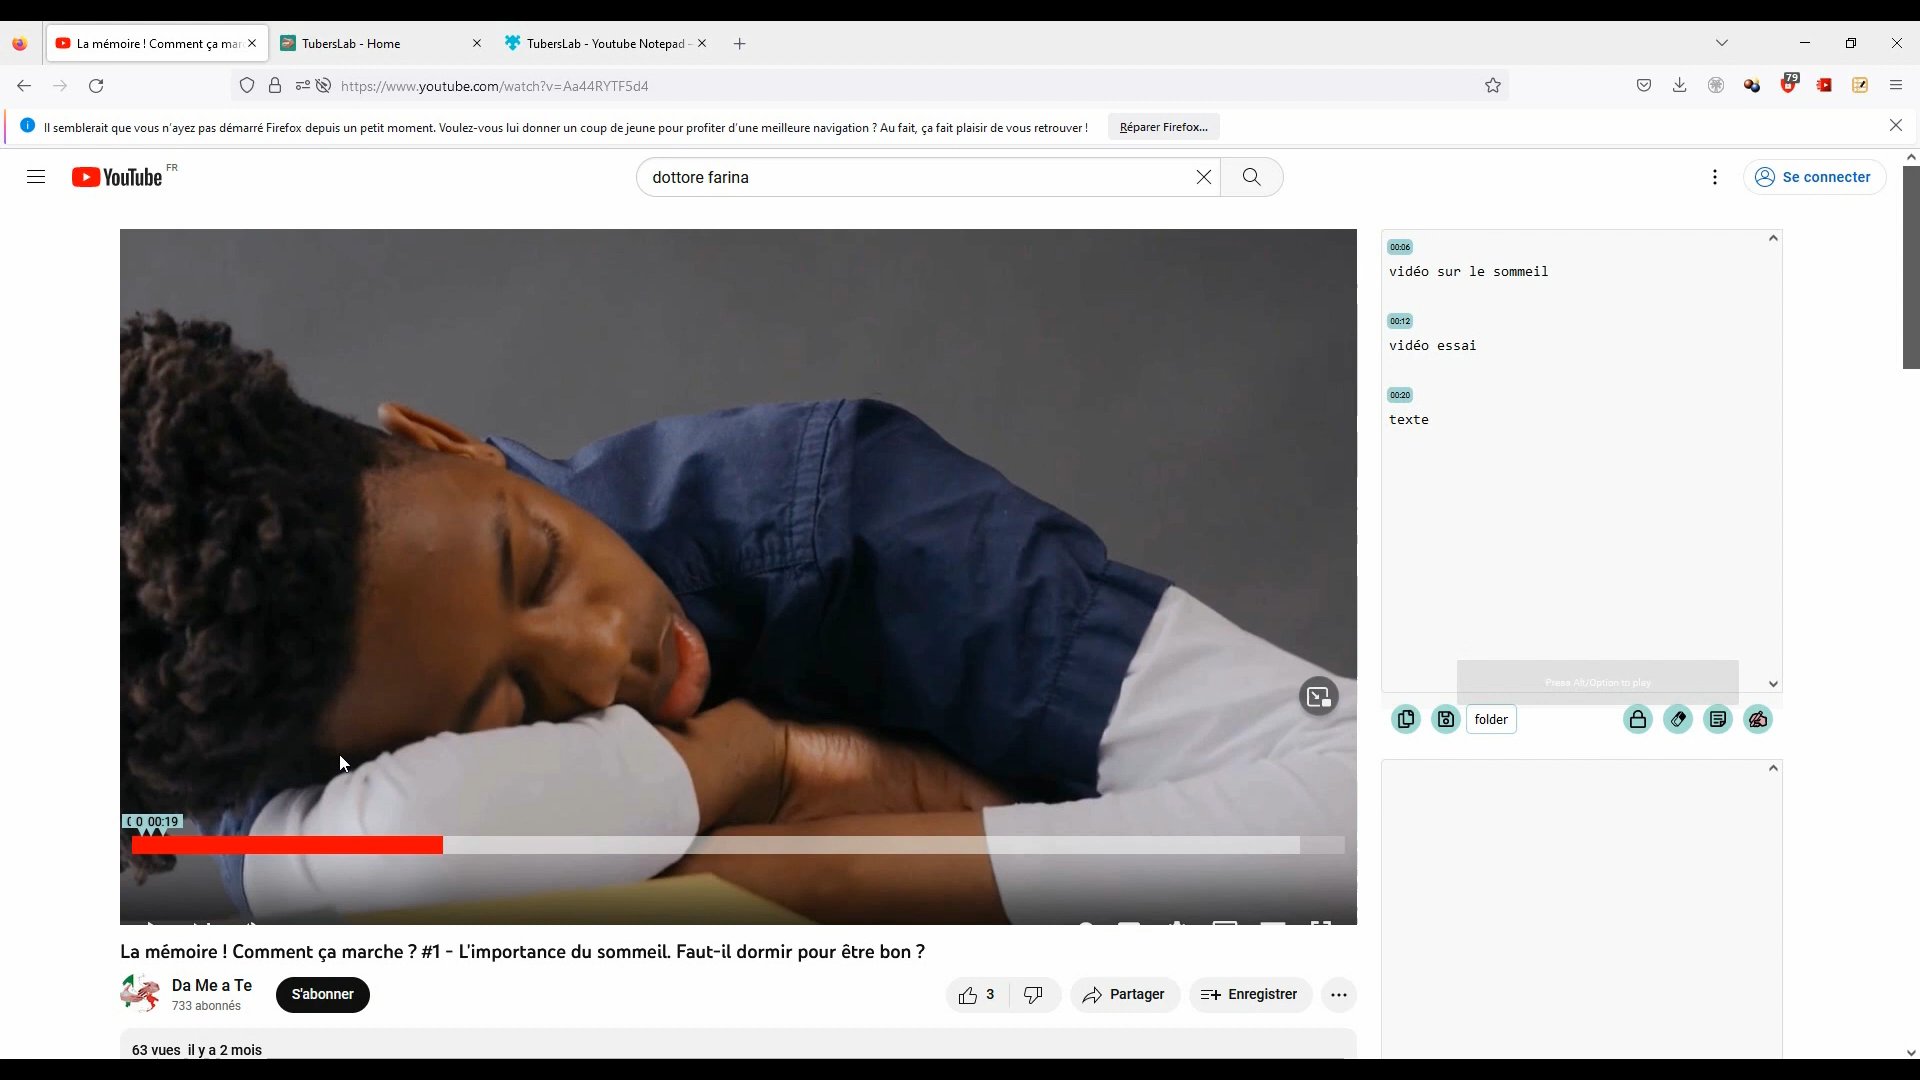 La mémoire ! Comment ça mar
TubersLab - Home
TubersLab - Youtube Notepad -
https://www.youtube.com/watch?v=Aa44RYTF5d4
79
Il semblerait que vous n'ayez pas démarré Firefox depuis un petit moment. Voulez-vous lui donner un coup de jeune pour profiter d'une meilleure navigation ? Au fait, ça fait plaisir de vous retrouver !
Réparer Firefox...
YouTube FR
dottore farina
Se connecter
00:06
vidéo sur le sommeil
00:12
vidéo essai
00:20
texte
Press Alt/Option to play
folder
00:19
La mémoire ! Comment ça marche ? #1 - L'importance du sommeil. Faut-il dormir pour être bon ?
Da Me a Te
733 abonnés
S'abonner
3
Partager
Enregistrer
63 vues il y a 2 mois